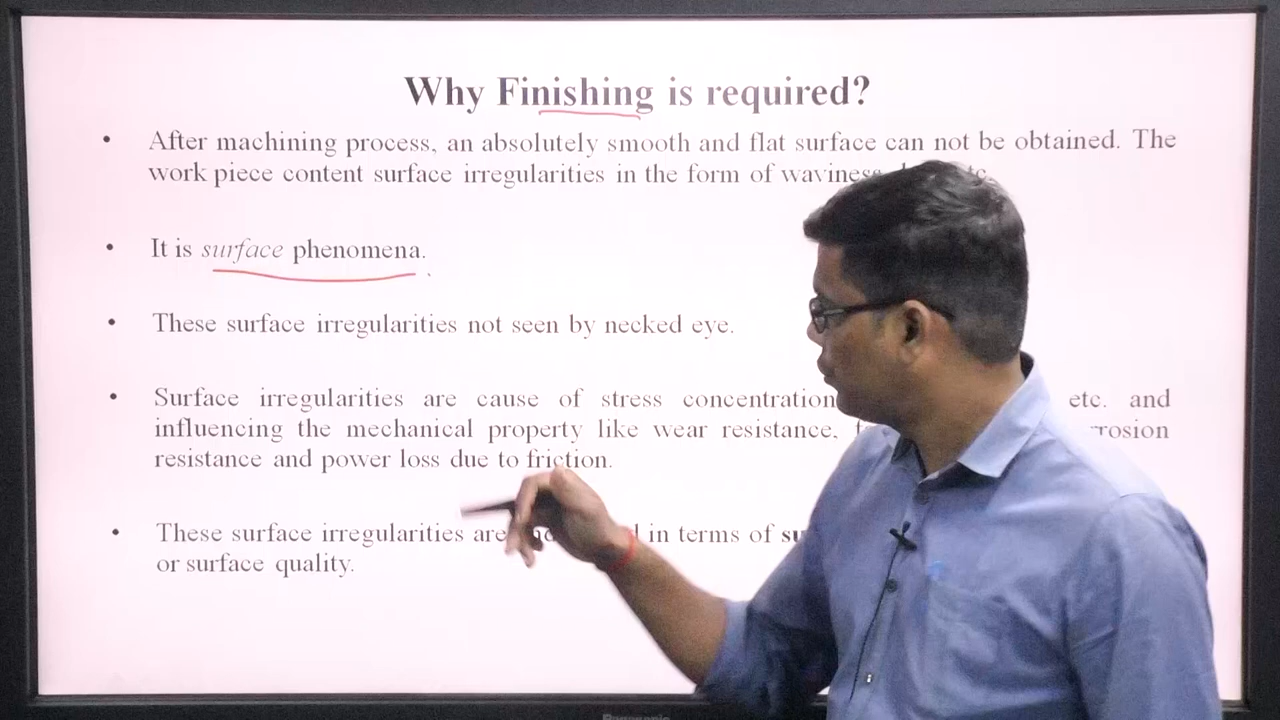 Why Finishing is required?
• After machining process, an absolutely smooth and flat surface can not be obtained. The
work piece content surface irregularities in the form of waviness
• It is surface phenomena.
• These surface irregularities not seen by necked eye.
• Surface irregularities are cause of stress concentration etc. and
influencing the mechanical property like wear resistance,
resistance and power loss due to friction.
• These surface irregularities are in terms of
or surface quality.
Panasonic